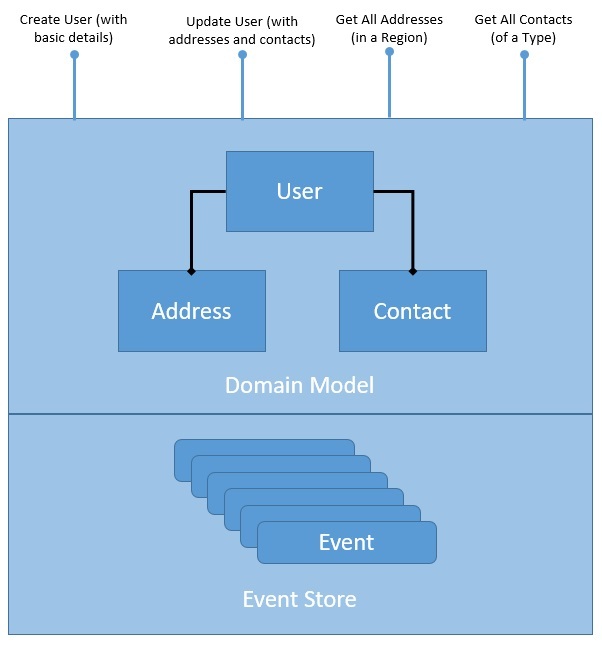 Create User (with
basic details)
Update User (with
addresses and contacts)
Get All Addresses
(in a Region)
Get All Contacts
(of a Type)
User
Address
Contact
Domain Model
Event
Event Store